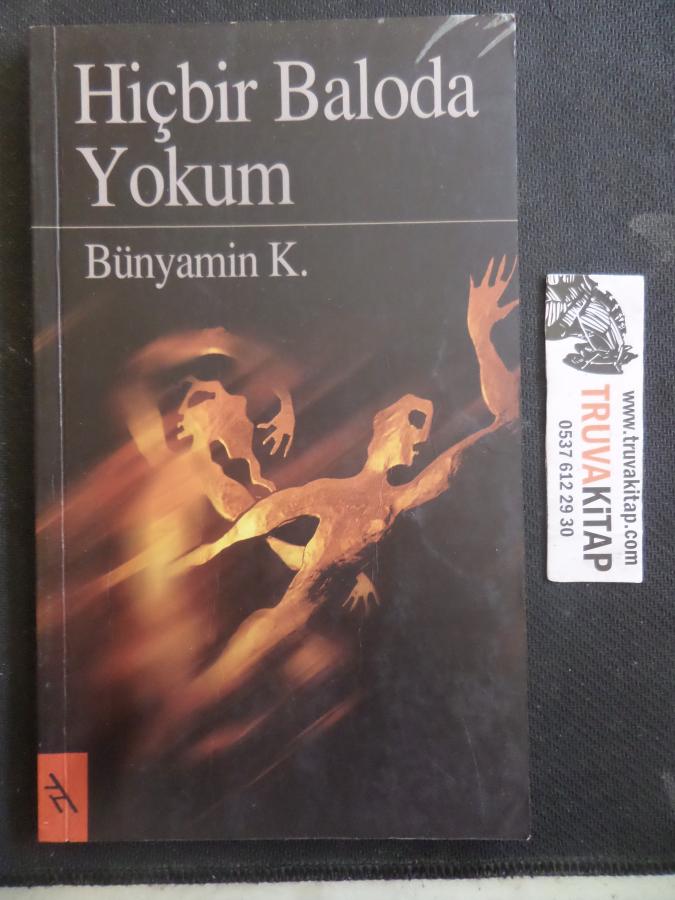 Hiçbir Baloda
Yokum
Bünyamin K.
www.truvakitap.com
TRUVAKiTAP
0537 612 29 30